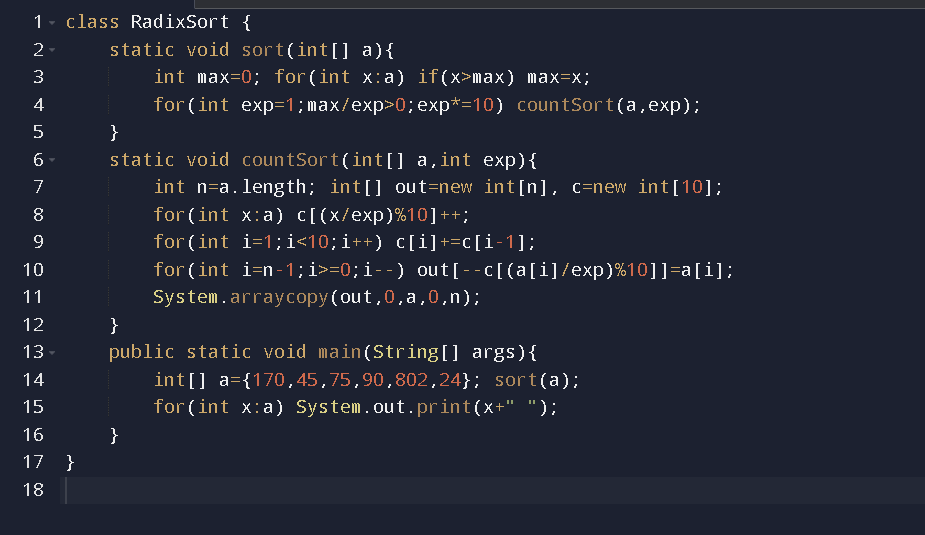 1 class RadixSort {
2     static void sort(int[] a){
3         int max=0; for(int x:a) if(x>max) max=x;
4         for(int exp=1;max/exp>0;exp*=10) countSort(a,exp);
5     }
6     static void countSort(int[] a,int exp){
7         int n=a.length; int[] out=new int[n], c=new int[10];
8         for(int x:a) c[(x/exp)%10]++;
9         for(int i=1;i<10;i++) c[i]+=c[i-1];
10         for(int i=n-1;i>=0;i--) out[--c[(a[i]/exp)%10]]=a[i];
11         System.arraycopy(out,0,a,0,n);
12     }
13     public static void main(String[] args){
14         int[] a={170,45,75,90,802,24}; sort(a);
15         for(int x:a) System.out.print(x+" ");
16     }
17 }
18